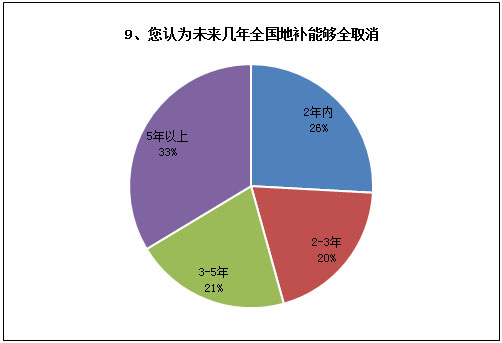 9、您认为未来几年全国地补能够全取消
2年内
26%
5年以上
33%
2-3年
20%
3-5年
21%